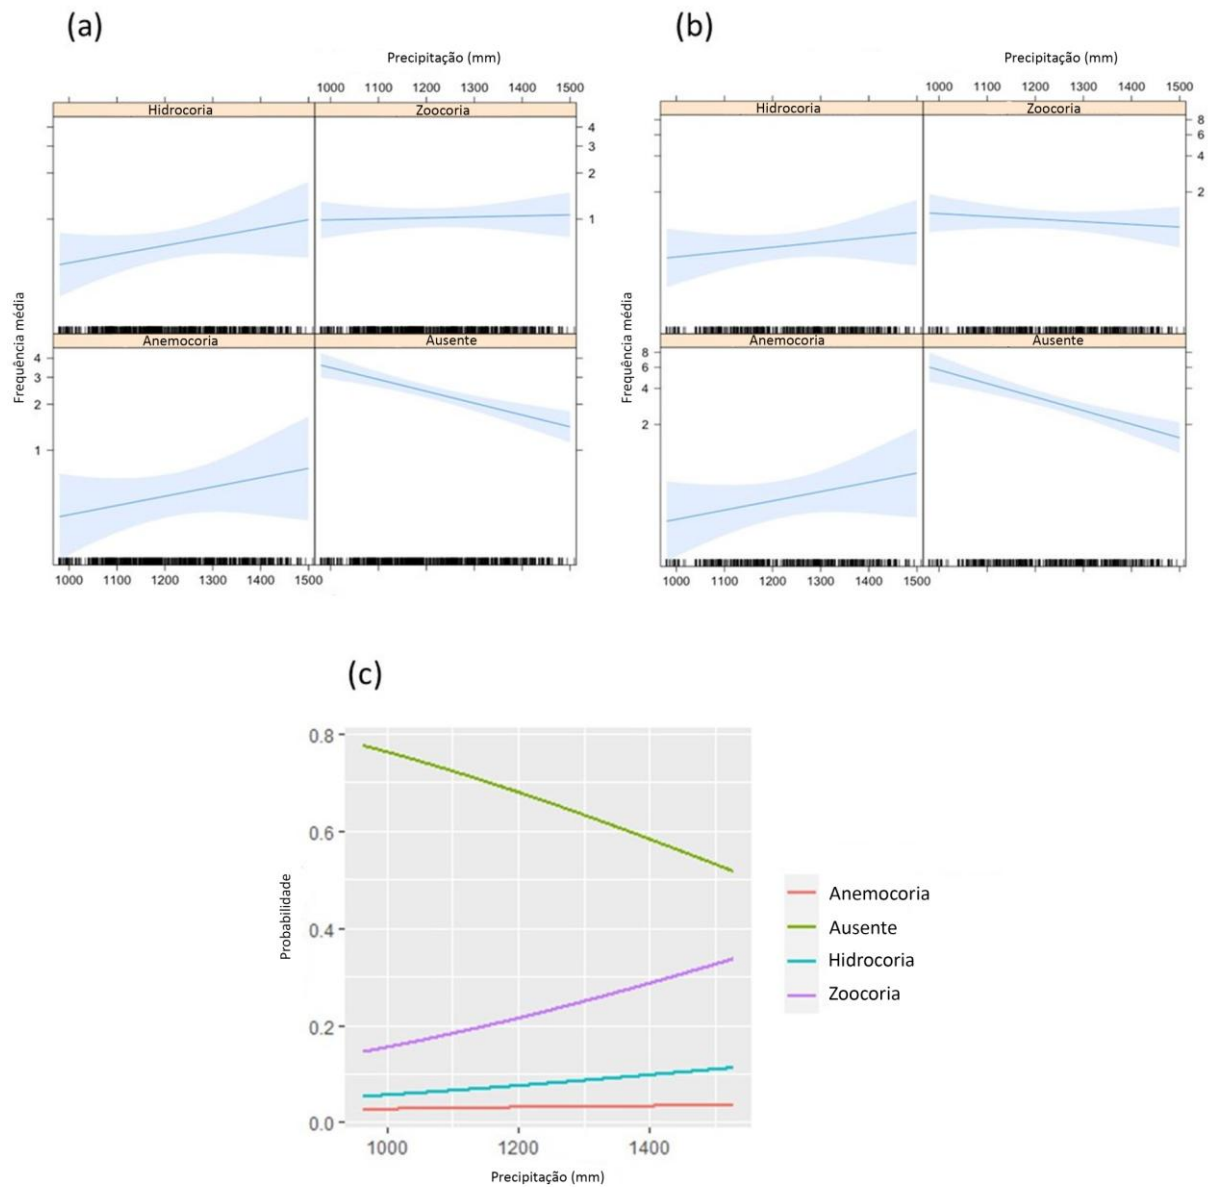 (a)
Precipitação (mm)
1000 1100 1200 1300 1400 1500
Hidrocoria Zoocoria
4
3
2
1
Frequência média
Anemocoria Ausente
4
3
2
1
1000 1100 1200 1300 1400 1500
(b)
Precipitação (mm)
1000 1100 1200 1300 1400 1500
Hidrocoria Zoocoria
8
6
4
2
Frequência média
Anemocoria Ausente
8
6
4
2
1000 1100 1200 1300 1400 1500
(c)
0.8
0.6
0.4
0.2
0.0
Probabilidade
1000 1200 1400
Precipitação (mm)
Anemocoria
Ausente
Hidrocoria
Zoocoria